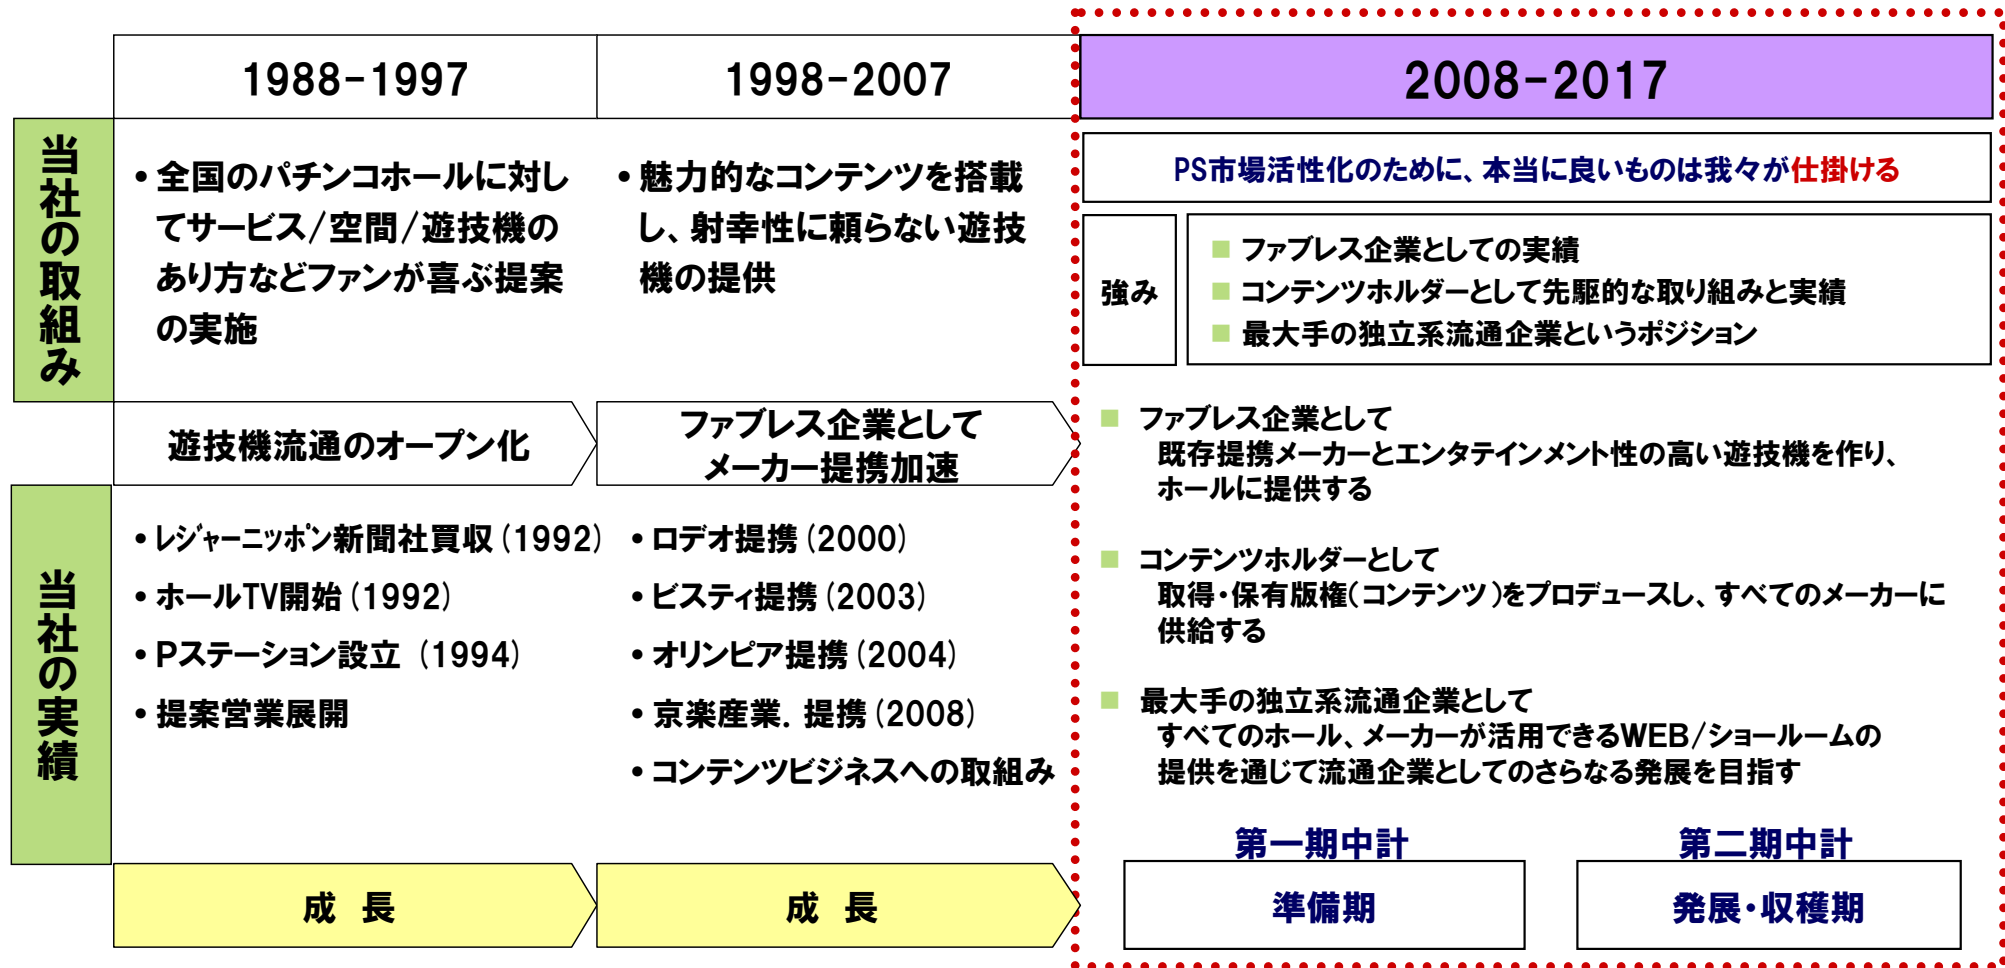 1988-1997
1998-2007
2008-2017
当社の取組み
•全国のパチンコホールに対し
てサービス/空間/遊技機の
あり方などファンが喜ぶ提案
の実施
•魅力的なコンテンツを搭載
し、射幸性に頼らない遊技
機の提供
PS市場活性化のために、本当に良いものは我々が仕掛ける
強み
■ ファブレス企業としての実績
■ コンテンツホルダーとして先駆的な取り組みと実績
■ 最大手の独立系流通企業というポジション
遊技機流通のオープン化
ファブレス企業として
メーカー提携加速
当社の実績
•レジャーニッポン新聞社買収(1992)
•ホールTV開始(1992)
•Pステーション設立 (1994)
•提案営業展開
•ロデオ提携(2000)
•ビスティ提携(2003)
•オリンピア提携(2004)
•京楽産業. 提携(2008)
•コンテンツビジネスへの取組み
■ ファブレス企業として
既存提携メーカーとエンタテインメント性の高い遊技機を作り、
ホールに提供する
■ コンテンツホルダーとして
取得・保有版権(コンテンツ)をプロデュースし、すべてのメーカーに
供給する
■ 最大手の独立系流通企業として
すべてのホール、メーカーが活用できるWEB/ショールームの
提供を通じて流通企業としてのさらなる発展を目指す
成 長
成 長
第一期中計
準備期
第二期中計
発展・収穫期